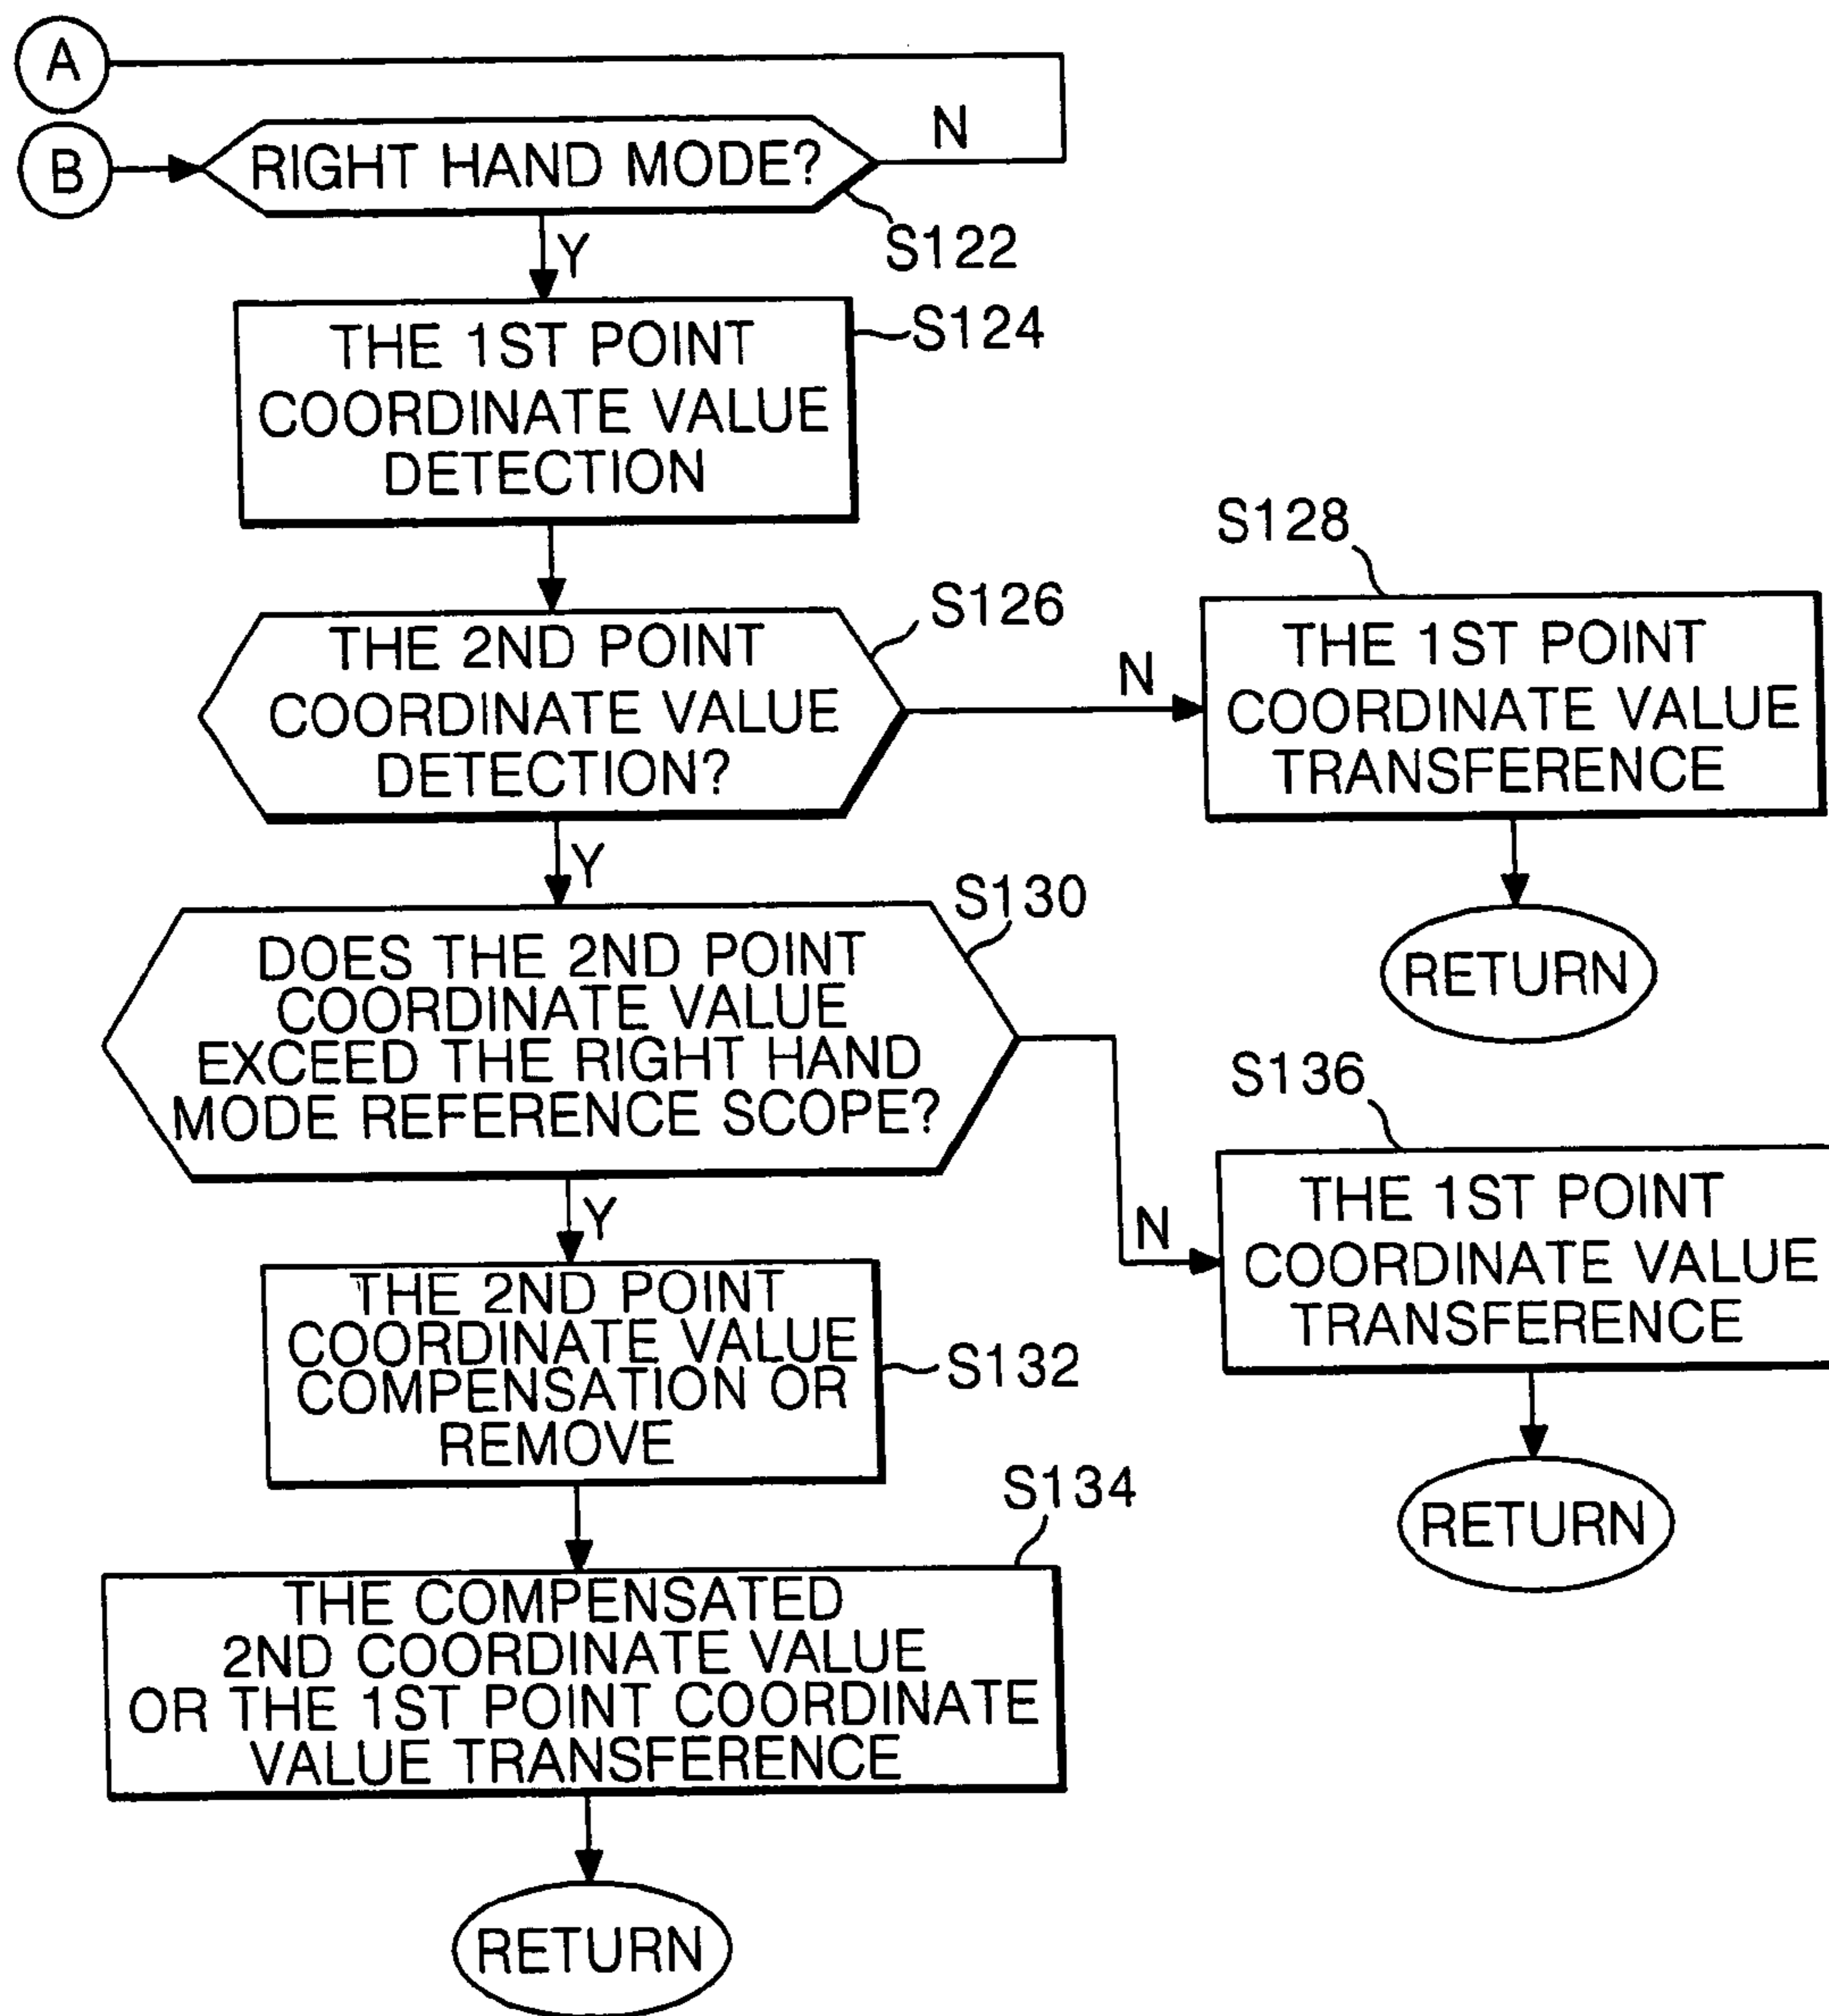 A
B
RIGHT HAND MODE?
N
S122
Y
THE 1ST POINT
COORDINATE VALUE
DETECTION
S124
THE 2ND POINT
COORDINATE VALUE
DETECTION?
S126
N
S128
THE 1ST POINT
COORDINATE VALUE
TRANSFERENCE
RETURN
Y
DOES THE 2ND POINT
COORDINATE VALUE
EXCEED THE RIGHT HAND
MODE REFERENCE SCOPE?
S130
N
S136
THE 1ST POINT
COORDINATE VALUE
TRANSFERENCE
RETURN
Y
THE 2ND POINT
COORDINATE VALUE
COMPENSATION OR
REMOVE
S132
S134
THE COMPENSATED
2ND COORDINATE VALUE
OR THE 1ST POINT COORDINATE
VALUE TRANSFERENCE
RETURN